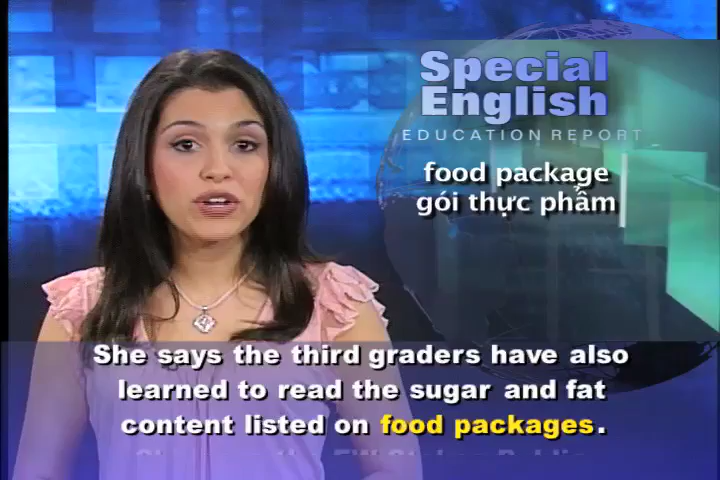 Special
English
EDUCATION REPORT
food package
gói thực phẩm
She says the third graders have also
learned to read the sugar and fat
content listed on food packages.